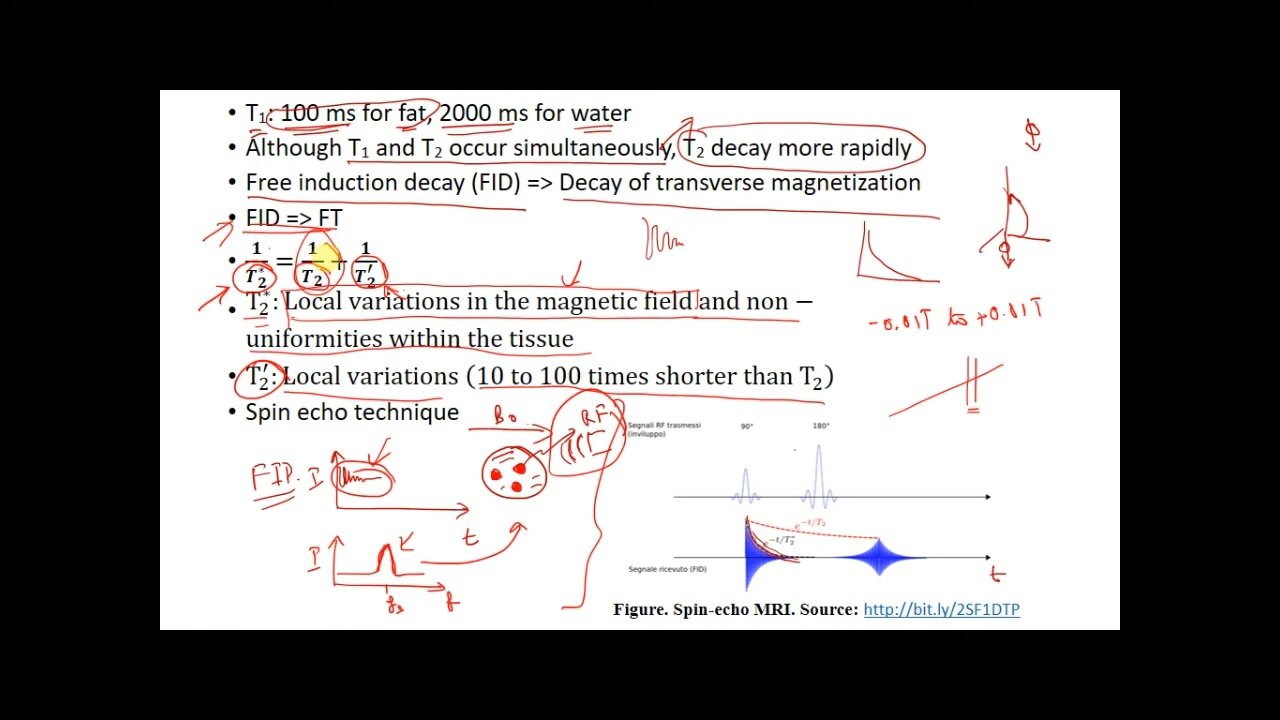 • T₁: 100 ms for fat, 2000 ms for water
• Although T₁ and T₂ occur simultaneously, T₂ decay more rapidly
• Free induction decay (FID) => Decay of transverse magnetization
• FID => FT
• 1/T₂* = 1/T₂ + 1/T₂′
• T₂*: Local variations in the magnetic field and non −
uniformities within the tissue
-0.01T to +0.01T
• T₂′: Local variations (10 to 100 times shorter than T₂)
• Spin echo technique
B₀
RF
Segnali RF trasmessi
(inviluppo)
90°
180°
FID.
I
t
I
f
e^−t/T₂
e^−t/T₂*
Segnale ricevuto (FID)
t
Figure. Spin-echo MRI. Source: http://bit.ly/2SF1DTP